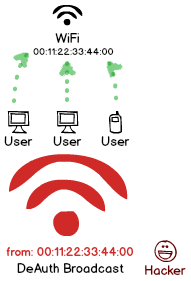 WiFi
00:11:22:33:44:00
User User User
from: 00:11:22:33:44:00
DeAuth Broadcast
Hacker